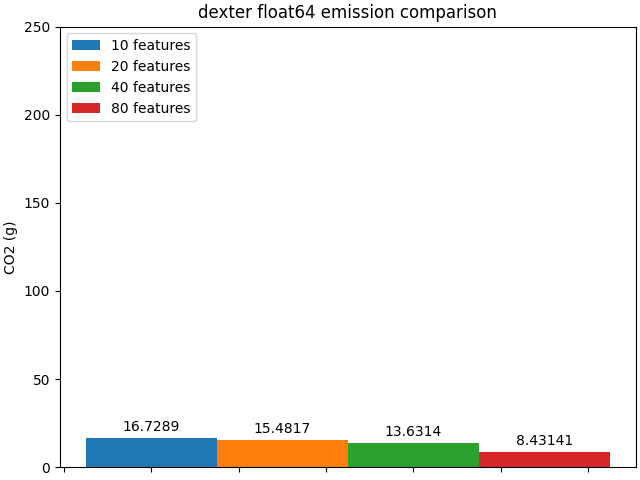 dexter float64 emission comparison
250
200
150
100
50
0
CO2 (g)
10 features
20 features
40 features
80 features
16.7289
15.4817
13.6314
8.43141